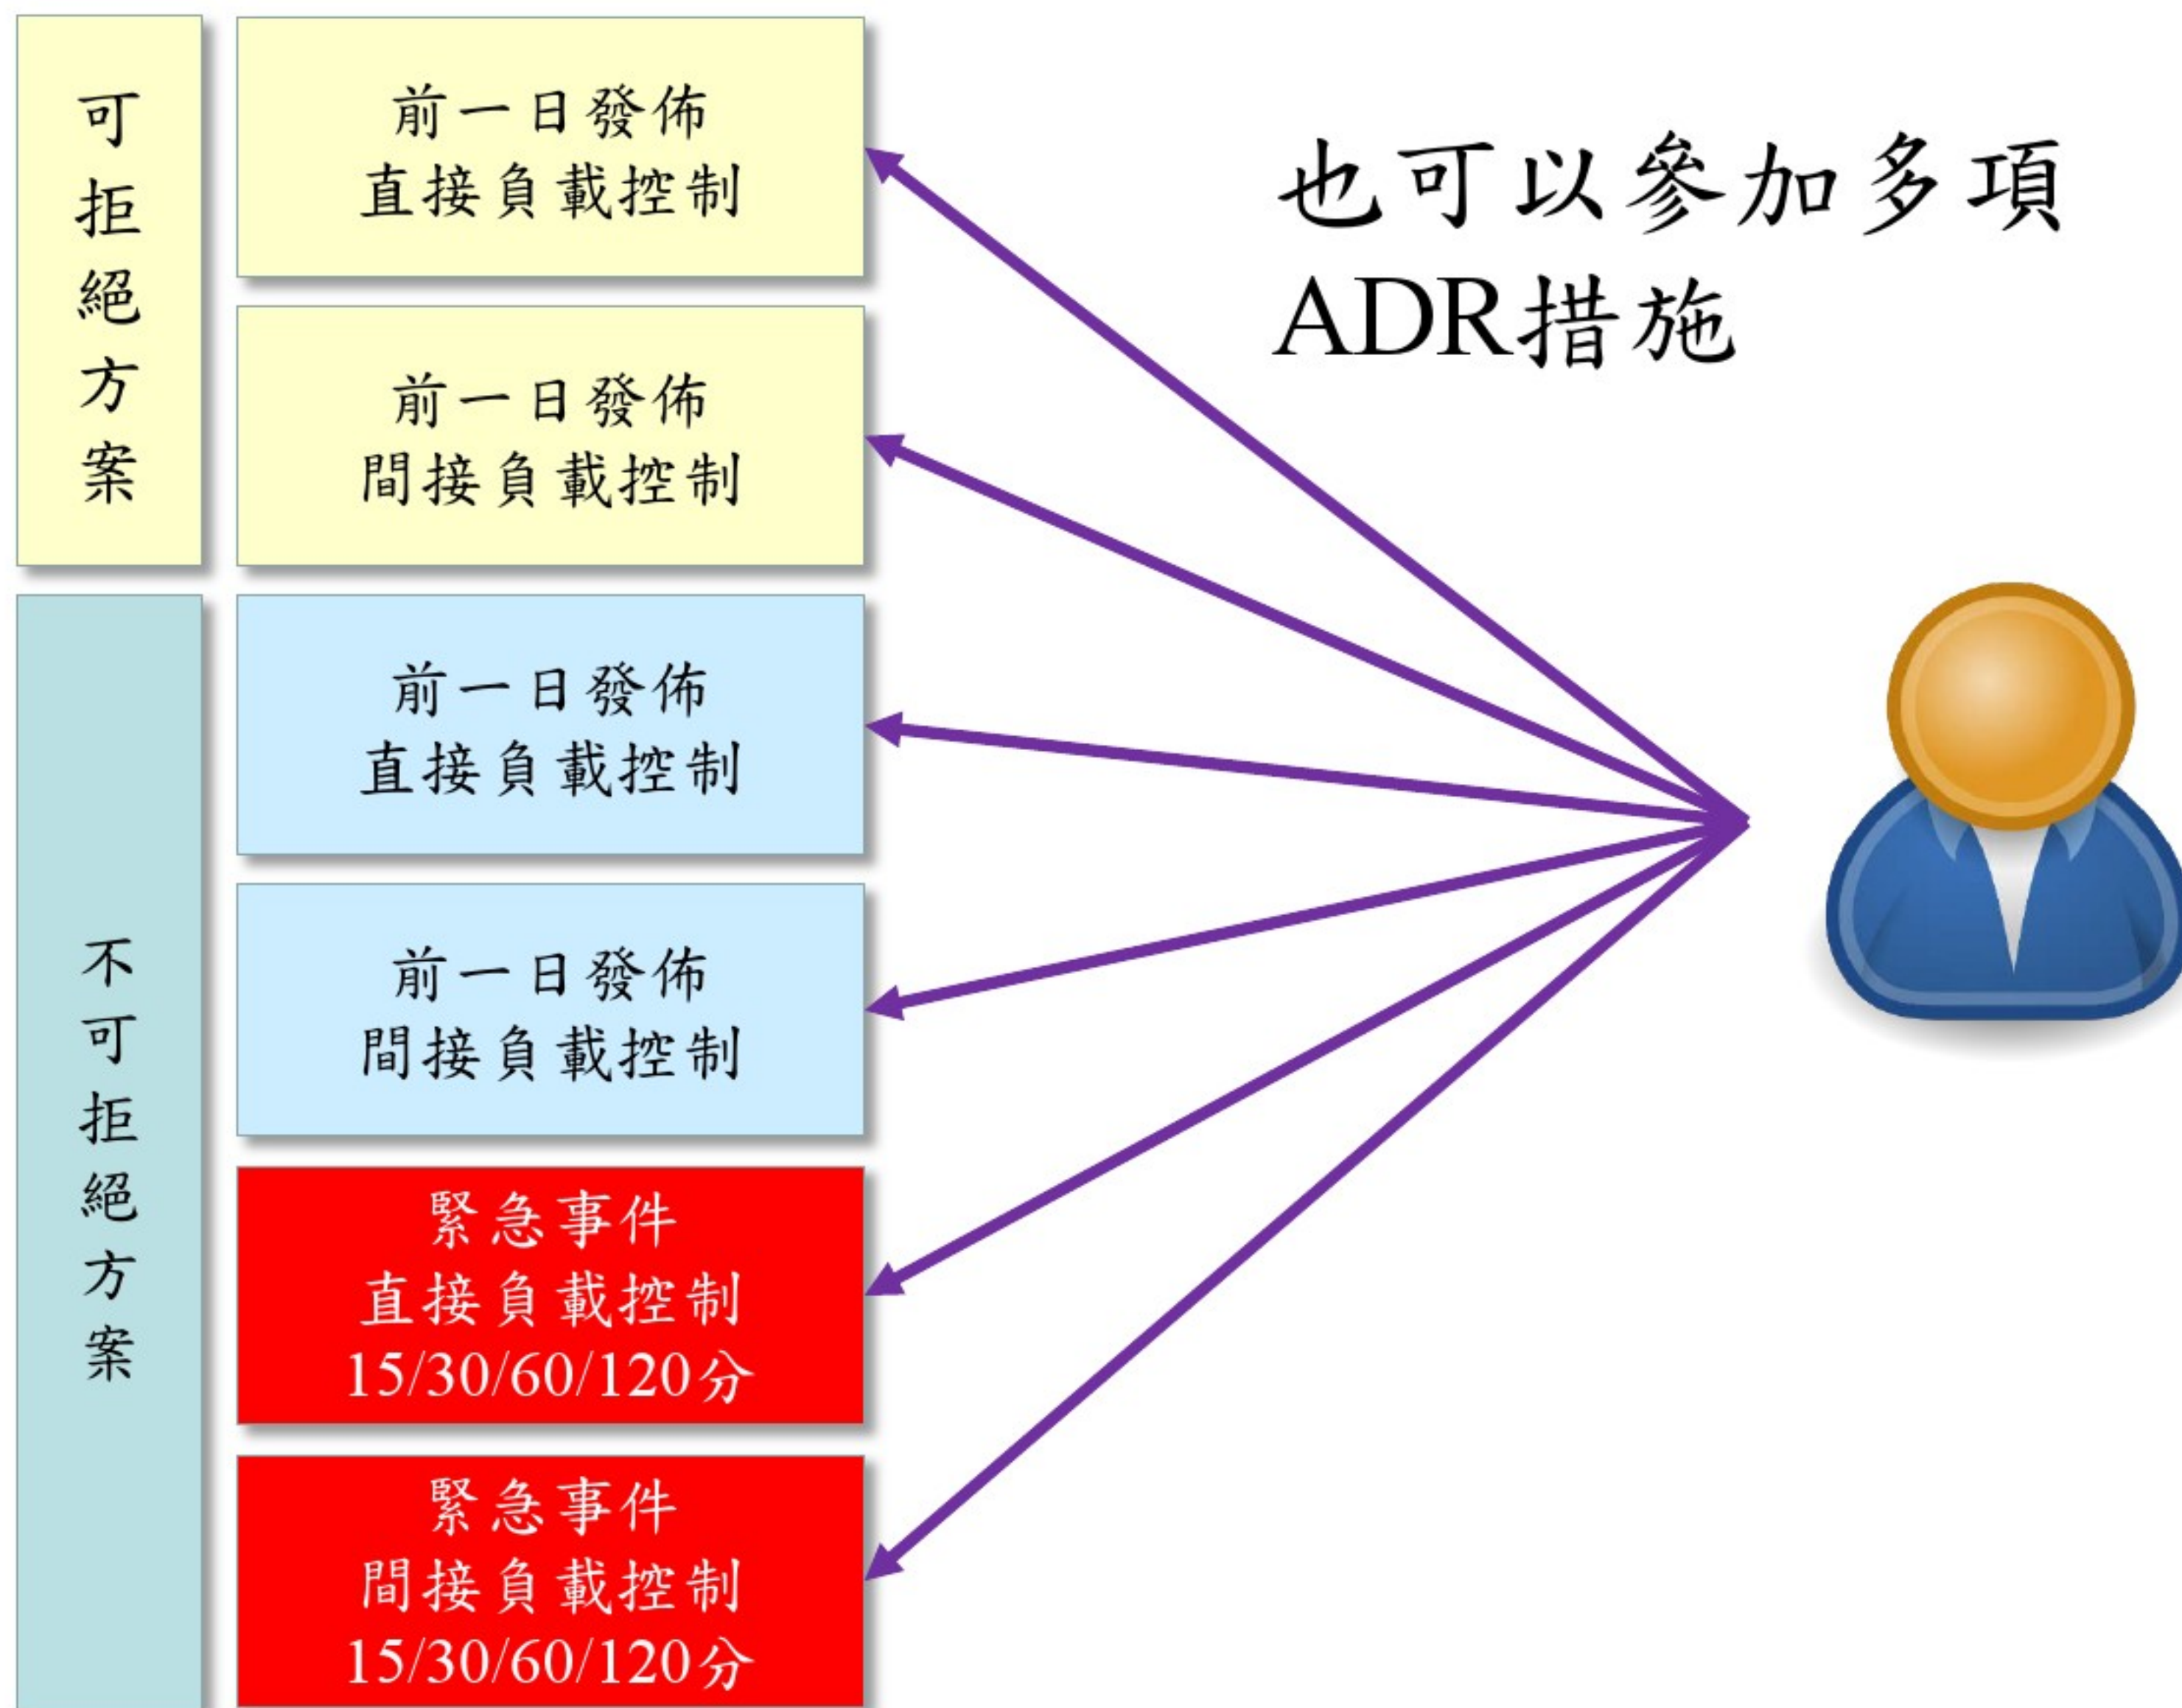 可拒絕方案
前一日發佈
直接負載控制
前一日發佈
間接負載控制
不可拒絕方案
前一日發佈
直接負載控制
前一日發佈
間接負載控制
緊急事件
直接負載控制
15/30/60/120分
緊急事件
間接負載控制
15/30/60/120分
也可以參加多項
ADR措施